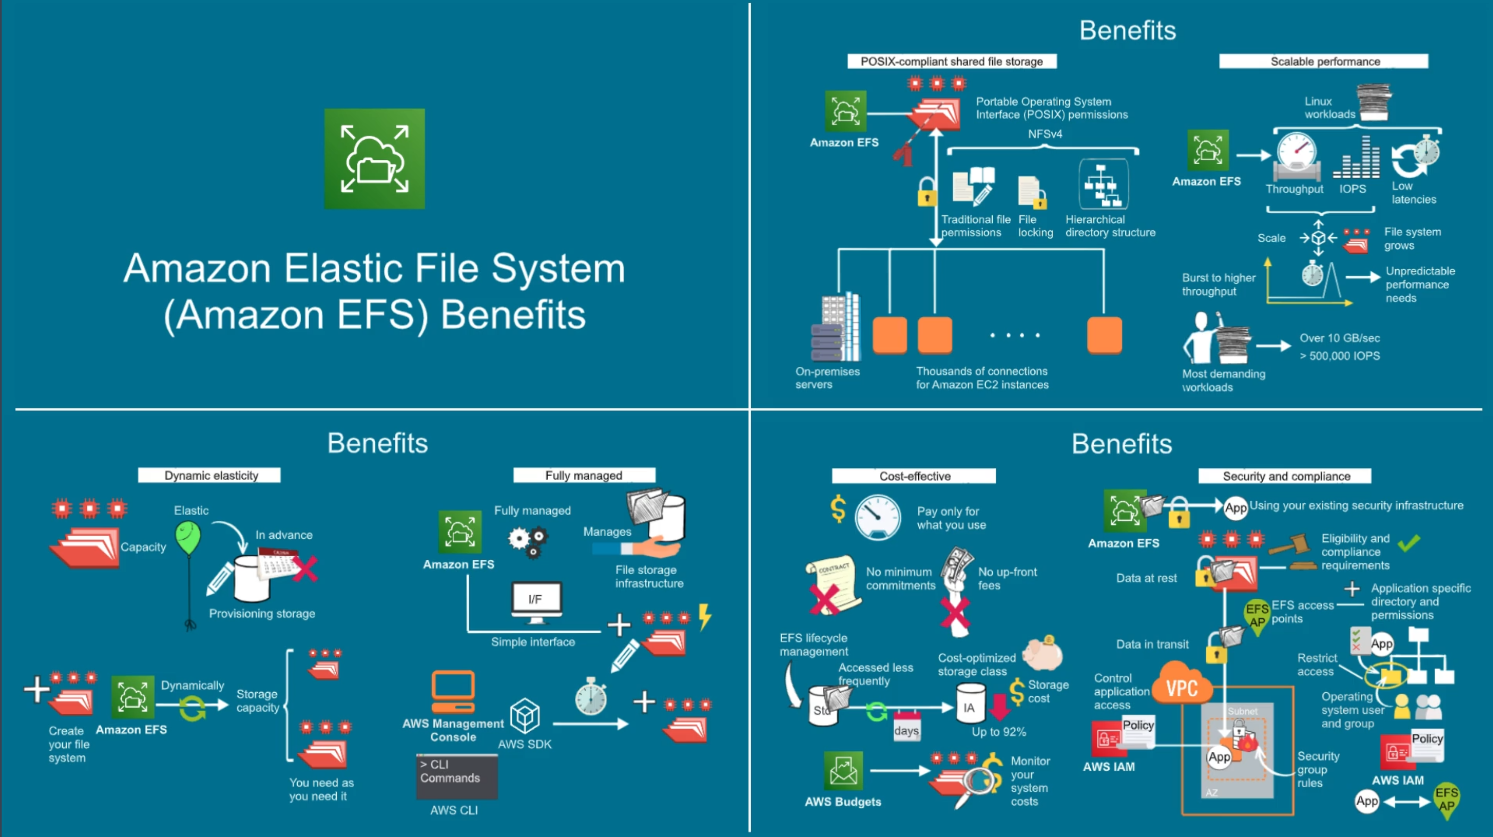 Amazon Elastic File System
(Amazon EFS) Benefits
Benefits
POSIX-compliant shared file storage
Amazon EFS
Portable Operating System
Interface (POSIX) permissions
NFSv4
Traditional file
permissions
File
locking
Hierarchical
directory structure
On-premises
servers
Thousands of connections
for Amazon EC2 instances
Scalable performance
Linux
workloads
Amazon EFS
Throughput
IOPS
Low
latencies
Scale
File system
grows
Burst to higher
throughput
Unpredictable
performance
needs
Most demanding
workloads
Over 10 GB/sec
> 500,000 IOPS
Benefits
Dynamic elasticity
Capacity
Elastic
In advance
Provisioning storage
Create
your file
system
Amazon EFS
Dynamically
Storage
capacity
You need as
you need it
Fully managed
Amazon EFS
Fully managed
Manages
File storage
infrastructure
I/F
Simple interface
AWS Management
Console
AWS SDK
> CLI
Commands
AWS CLI
Benefits
Cost-effective
Pay only for
what you use
CONTRACT
No minimum
commitments
No up-front
fees
EFS lifecycle
management
Std
Accessed less
frequently
days
Cost-optimized
storage class
IA
Storage
cost
Up to 92%
AWS Budgets
Monitor
your
system
costs
Security and compliance
Amazon EFS
App
Using your existing security infrastructure
Data at rest
Eligibility and
compliance
requirements
EFS
AP
EFS access
points
Application specific
directory and
permissions
Data in transit
App
Restrict
access
Operating
system user
and group
Control
application
access
VPC
Subnet
Policy
AWS IAM
App
AZ
Security
group
rules
Policy
AWS IAM
App
EFS
AP